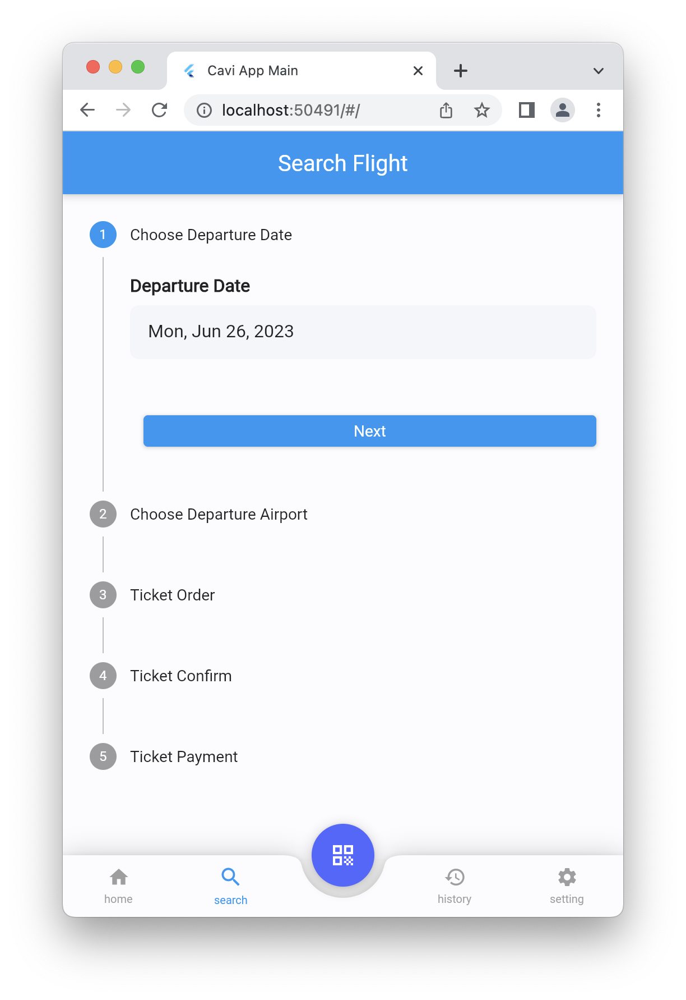 Cavi App Main
localhost:50491/#/
Search Flight
1 Choose Departure Date
Departure Date
Mon, Jun 26, 2023
Next
2 Choose Departure Airport
3 Ticket Order
4 Ticket Confirm
5 Ticket Payment
home search history setting